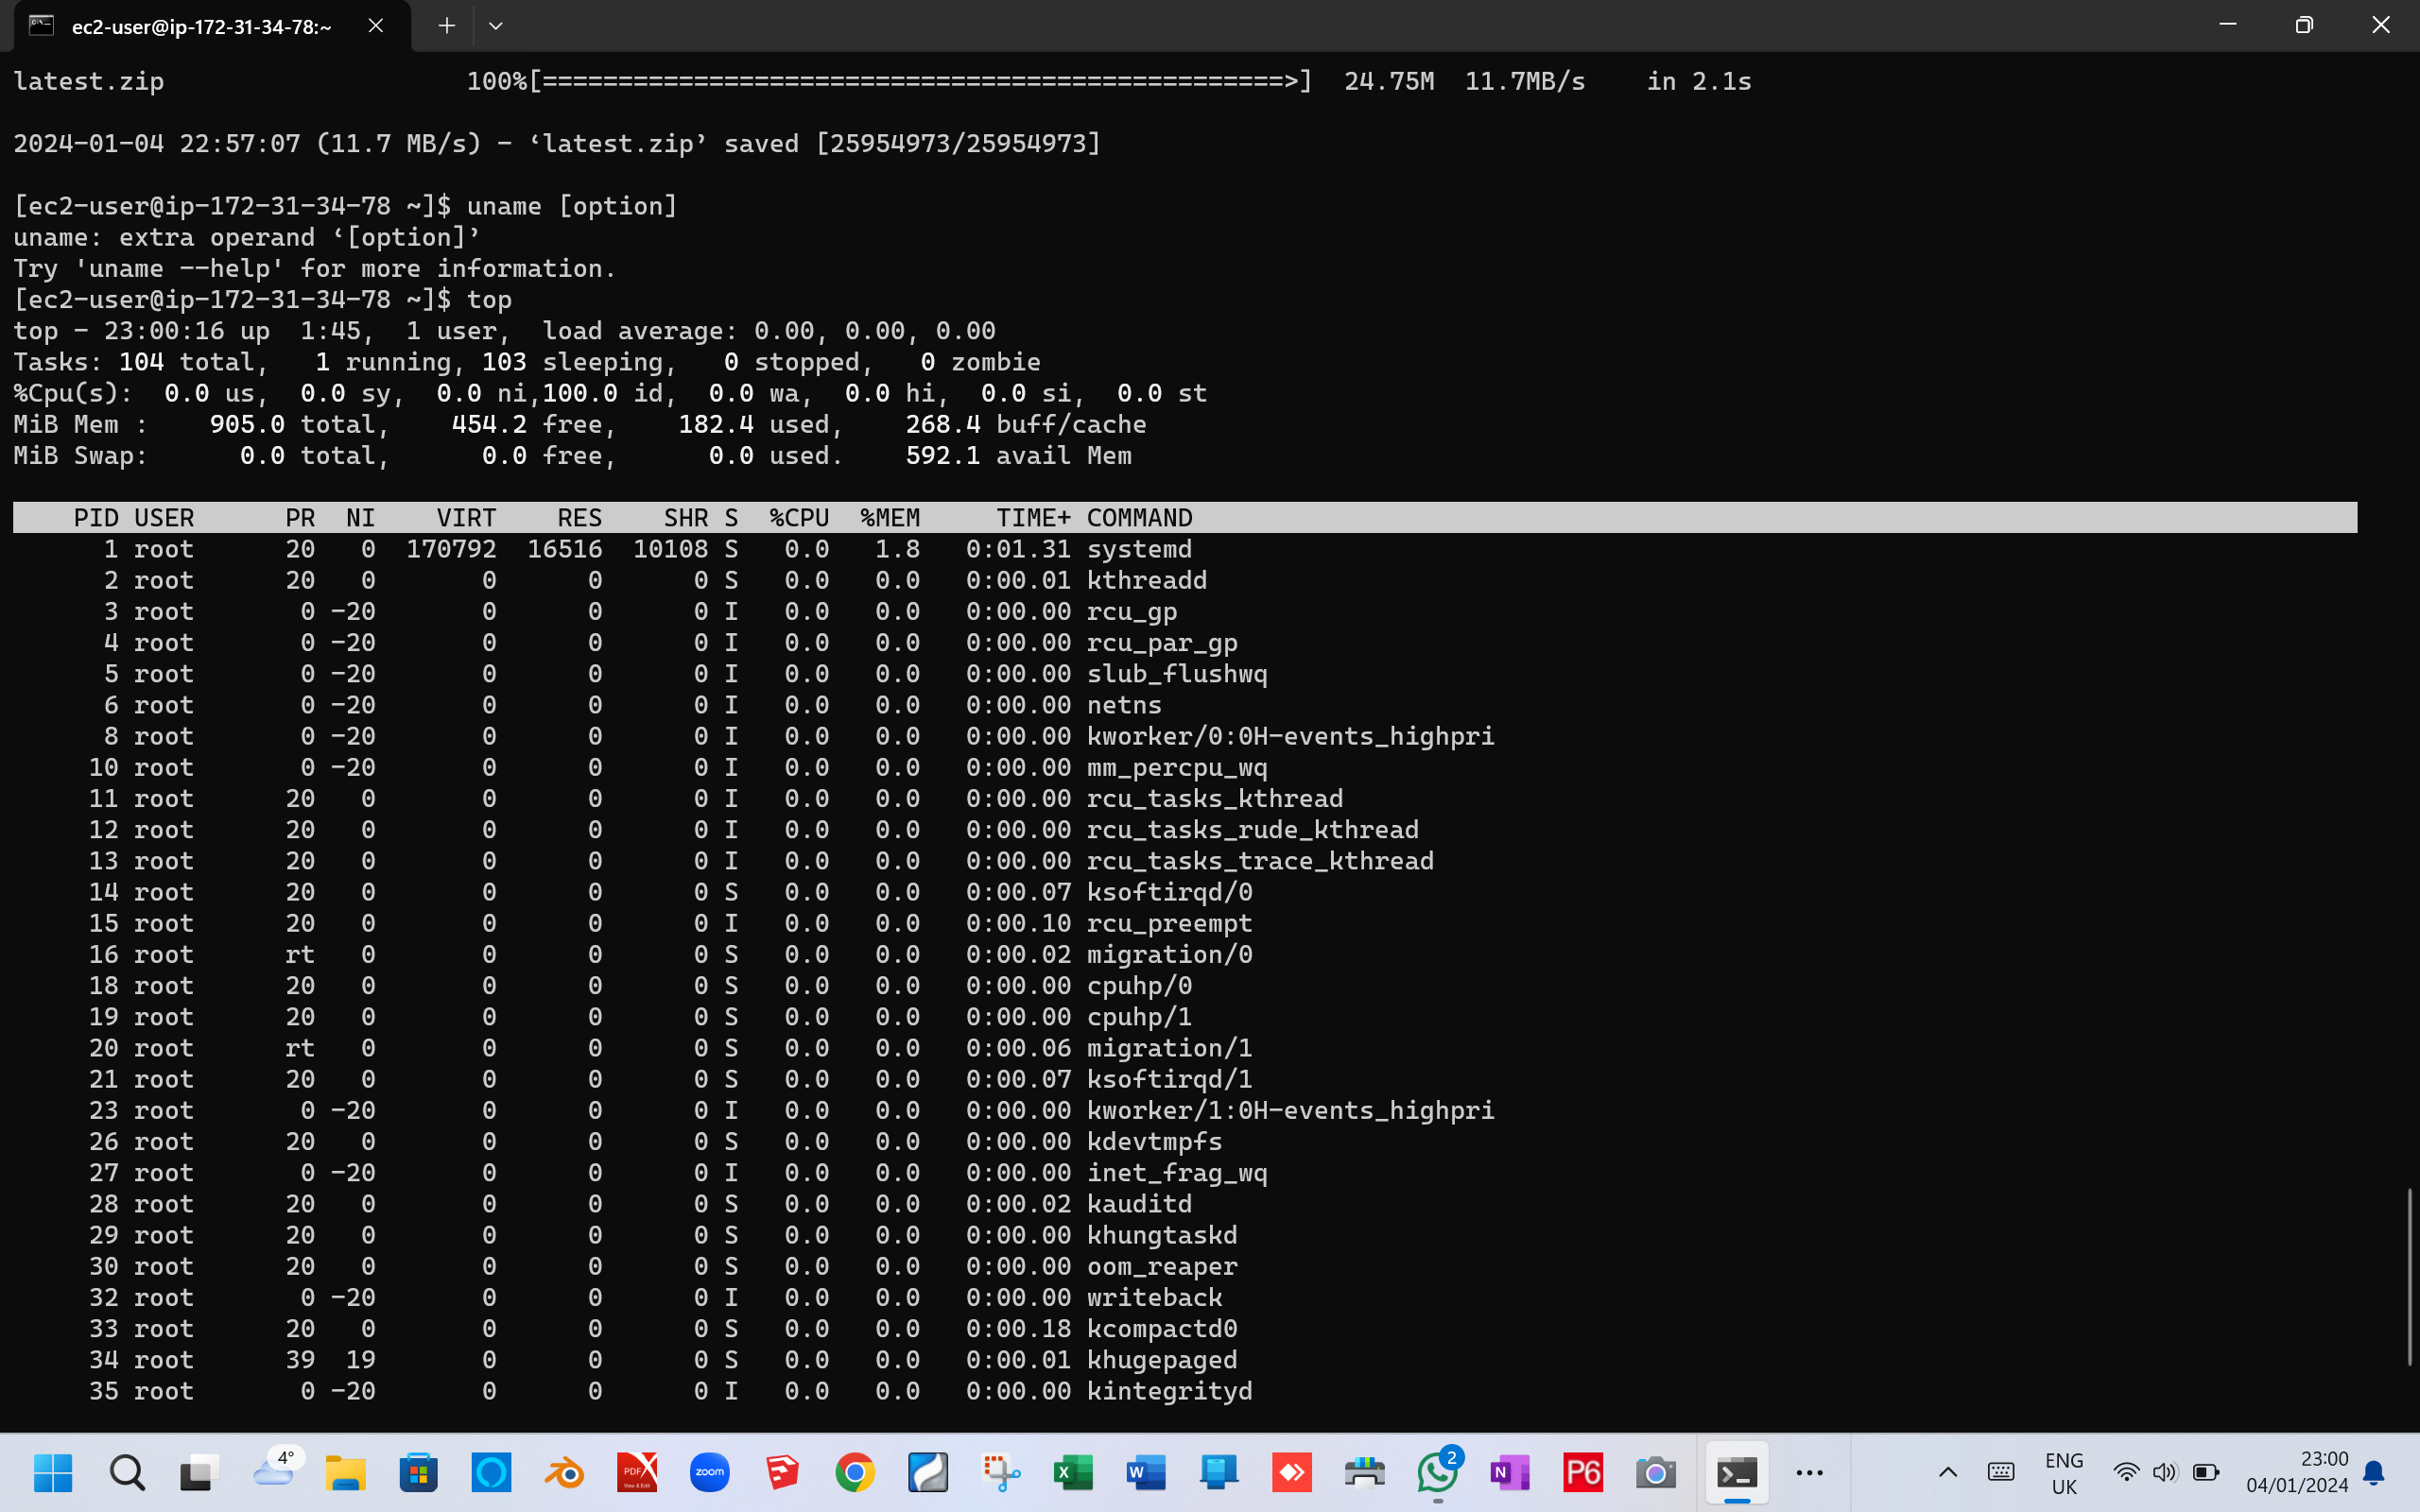 ec2-user@ip-172-31-34-78:~
latest.zip                    100%[=================================================>]  24.75M  11.7MB/s    in 2.1s
2024-01-04 22:57:07 (11.7 MB/s) - ‘latest.zip’ saved [25954973/25954973]
[ec2-user@ip-172-31-34-78 ~]$ uname [option]
uname: extra operand ‘[option]’
Try 'uname --help' for more information.
[ec2-user@ip-172-31-34-78 ~]$ top
top - 23:00:16 up  1:45,  1 user,  load average: 0.00, 0.00, 0.00
Tasks: 104 total,   1 running, 103 sleeping,   0 stopped,   0 zombie
%Cpu(s):  0.0 us,  0.0 sy,  0.0 ni,100.0 id,  0.0 wa,  0.0 hi,  0.0 si,  0.0 st
MiB Mem :    905.0 total,    454.2 free,    182.4 used,    268.4 buff/cache
MiB Swap:      0.0 total,      0.0 free,      0.0 used.    592.1 avail Mem
    PID USER      PR  NI    VIRT    RES    SHR S  %CPU  %MEM     TIME+ COMMAND
      1 root      20   0  170792  16516  10108 S   0.0   1.8   0:01.31 systemd
      2 root      20   0       0      0      0 S   0.0   0.0   0:00.01 kthreadd
      3 root       0 -20       0      0      0 I   0.0   0.0   0:00.00 rcu_gp
      4 root       0 -20       0      0      0 I   0.0   0.0   0:00.00 rcu_par_gp
      5 root       0 -20       0      0      0 I   0.0   0.0   0:00.00 slub_flushwq
      6 root       0 -20       0      0      0 I   0.0   0.0   0:00.00 netns
      8 root       0 -20       0      0      0 I   0.0   0.0   0:00.00 kworker/0:0H-events_highpri
     10 root       0 -20       0      0      0 I   0.0   0.0   0:00.00 mm_percpu_wq
     11 root      20   0       0      0      0 I   0.0   0.0   0:00.00 rcu_tasks_kthread
     12 root      20   0       0      0      0 I   0.0   0.0   0:00.00 rcu_tasks_rude_kthread
     13 root      20   0       0      0      0 I   0.0   0.0   0:00.00 rcu_tasks_trace_kthread
     14 root      20   0       0      0      0 S   0.0   0.0   0:00.07 ksoftirqd/0
     15 root      20   0       0      0      0 I   0.0   0.0   0:00.10 rcu_preempt
     16 root      rt   0       0      0      0 S   0.0   0.0   0:00.02 migration/0
     18 root      20   0       0      0      0 S   0.0   0.0   0:00.00 cpuhp/0
     19 root      20   0       0      0      0 S   0.0   0.0   0:00.00 cpuhp/1
     20 root      rt   0       0      0      0 S   0.0   0.0   0:00.06 migration/1
     21 root      20   0       0      0      0 S   0.0   0.0   0:00.07 ksoftirqd/1
     23 root       0 -20       0      0      0 I   0.0   0.0   0:00.00 kworker/1:0H-events_highpri
     26 root      20   0       0      0      0 S   0.0   0.0   0:00.00 kdevtmpfs
     27 root       0 -20       0      0      0 I   0.0   0.0   0:00.00 inet_frag_wq
     28 root      20   0       0      0      0 S   0.0   0.0   0:00.02 kauditd
     29 root      20   0       0      0      0 S   0.0   0.0   0:00.00 khungtaskd
     30 root      20   0       0      0      0 S   0.0   0.0   0:00.00 oom_reaper
     32 root       0 -20       0      0      0 I   0.0   0.0   0:00.00 writeback
     33 root      20   0       0      0      0 S   0.0   0.0   0:00.18 kcompactd0
     34 root      39  19       0      0      0 S   0.0   0.0   0:00.01 khugepaged
     35 root       0 -20       0      0      0 I   0.0   0.0   0:00.00 kintegrityd
4°
PDF
View & Edit
zoom
X
W
2
N
P6
ENG
UK
23:00
04/01/2024